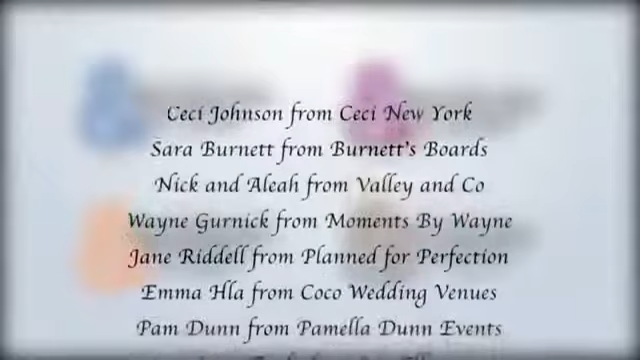 Ceci Johnson from Ceci New York
Sara Burnett from Burnett's Boards
Nick and Aleah from Valley and Co
Wayne Gurnick from Moments By Wayne
Jane Riddell from Planned for Perfection
Emma Hla from Coco Wedding Venues
Pam Dunn from Pamella Dunn Events